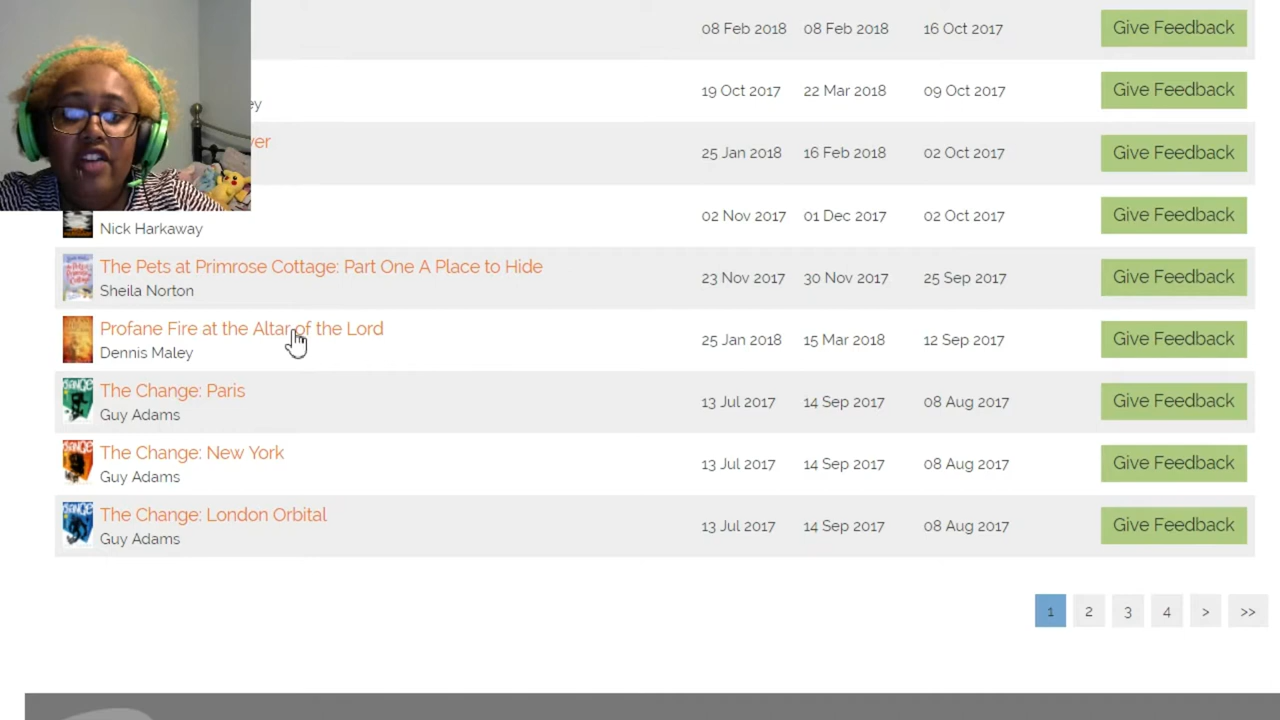 08 Feb 2018 08 Feb 2018 16 Oct 2017 Give Feedback
19 Oct 2017 22 Mar 2018 09 Oct 2017 Give Feedback
ey
ver
25 Jan 2018 16 Feb 2018 02 Oct 2017 Give Feedback
02 Nov 2017 01 Dec 2017 02 Oct 2017 Give Feedback
Nick Harkaway
The Pets at Primrose Cottage: Part One A Place to Hide
23 Nov 2017 30 Nov 2017 25 Sep 2017 Give Feedback
Sheila Norton
Profane Fire at the Altar of the Lord
25 Jan 2018 15 Mar 2018 12 Sep 2017 Give Feedback
Dennis Maley
The Change: Paris
13 Jul 2017 14 Sep 2017 08 Aug 2017 Give Feedback
Guy Adams
The Change: New York
13 Jul 2017 14 Sep 2017 08 Aug 2017 Give Feedback
Guy Adams
The Change: London Orbital
13 Jul 2017 14 Sep 2017 08 Aug 2017 Give Feedback
Guy Adams
1 2 3 4 > >>